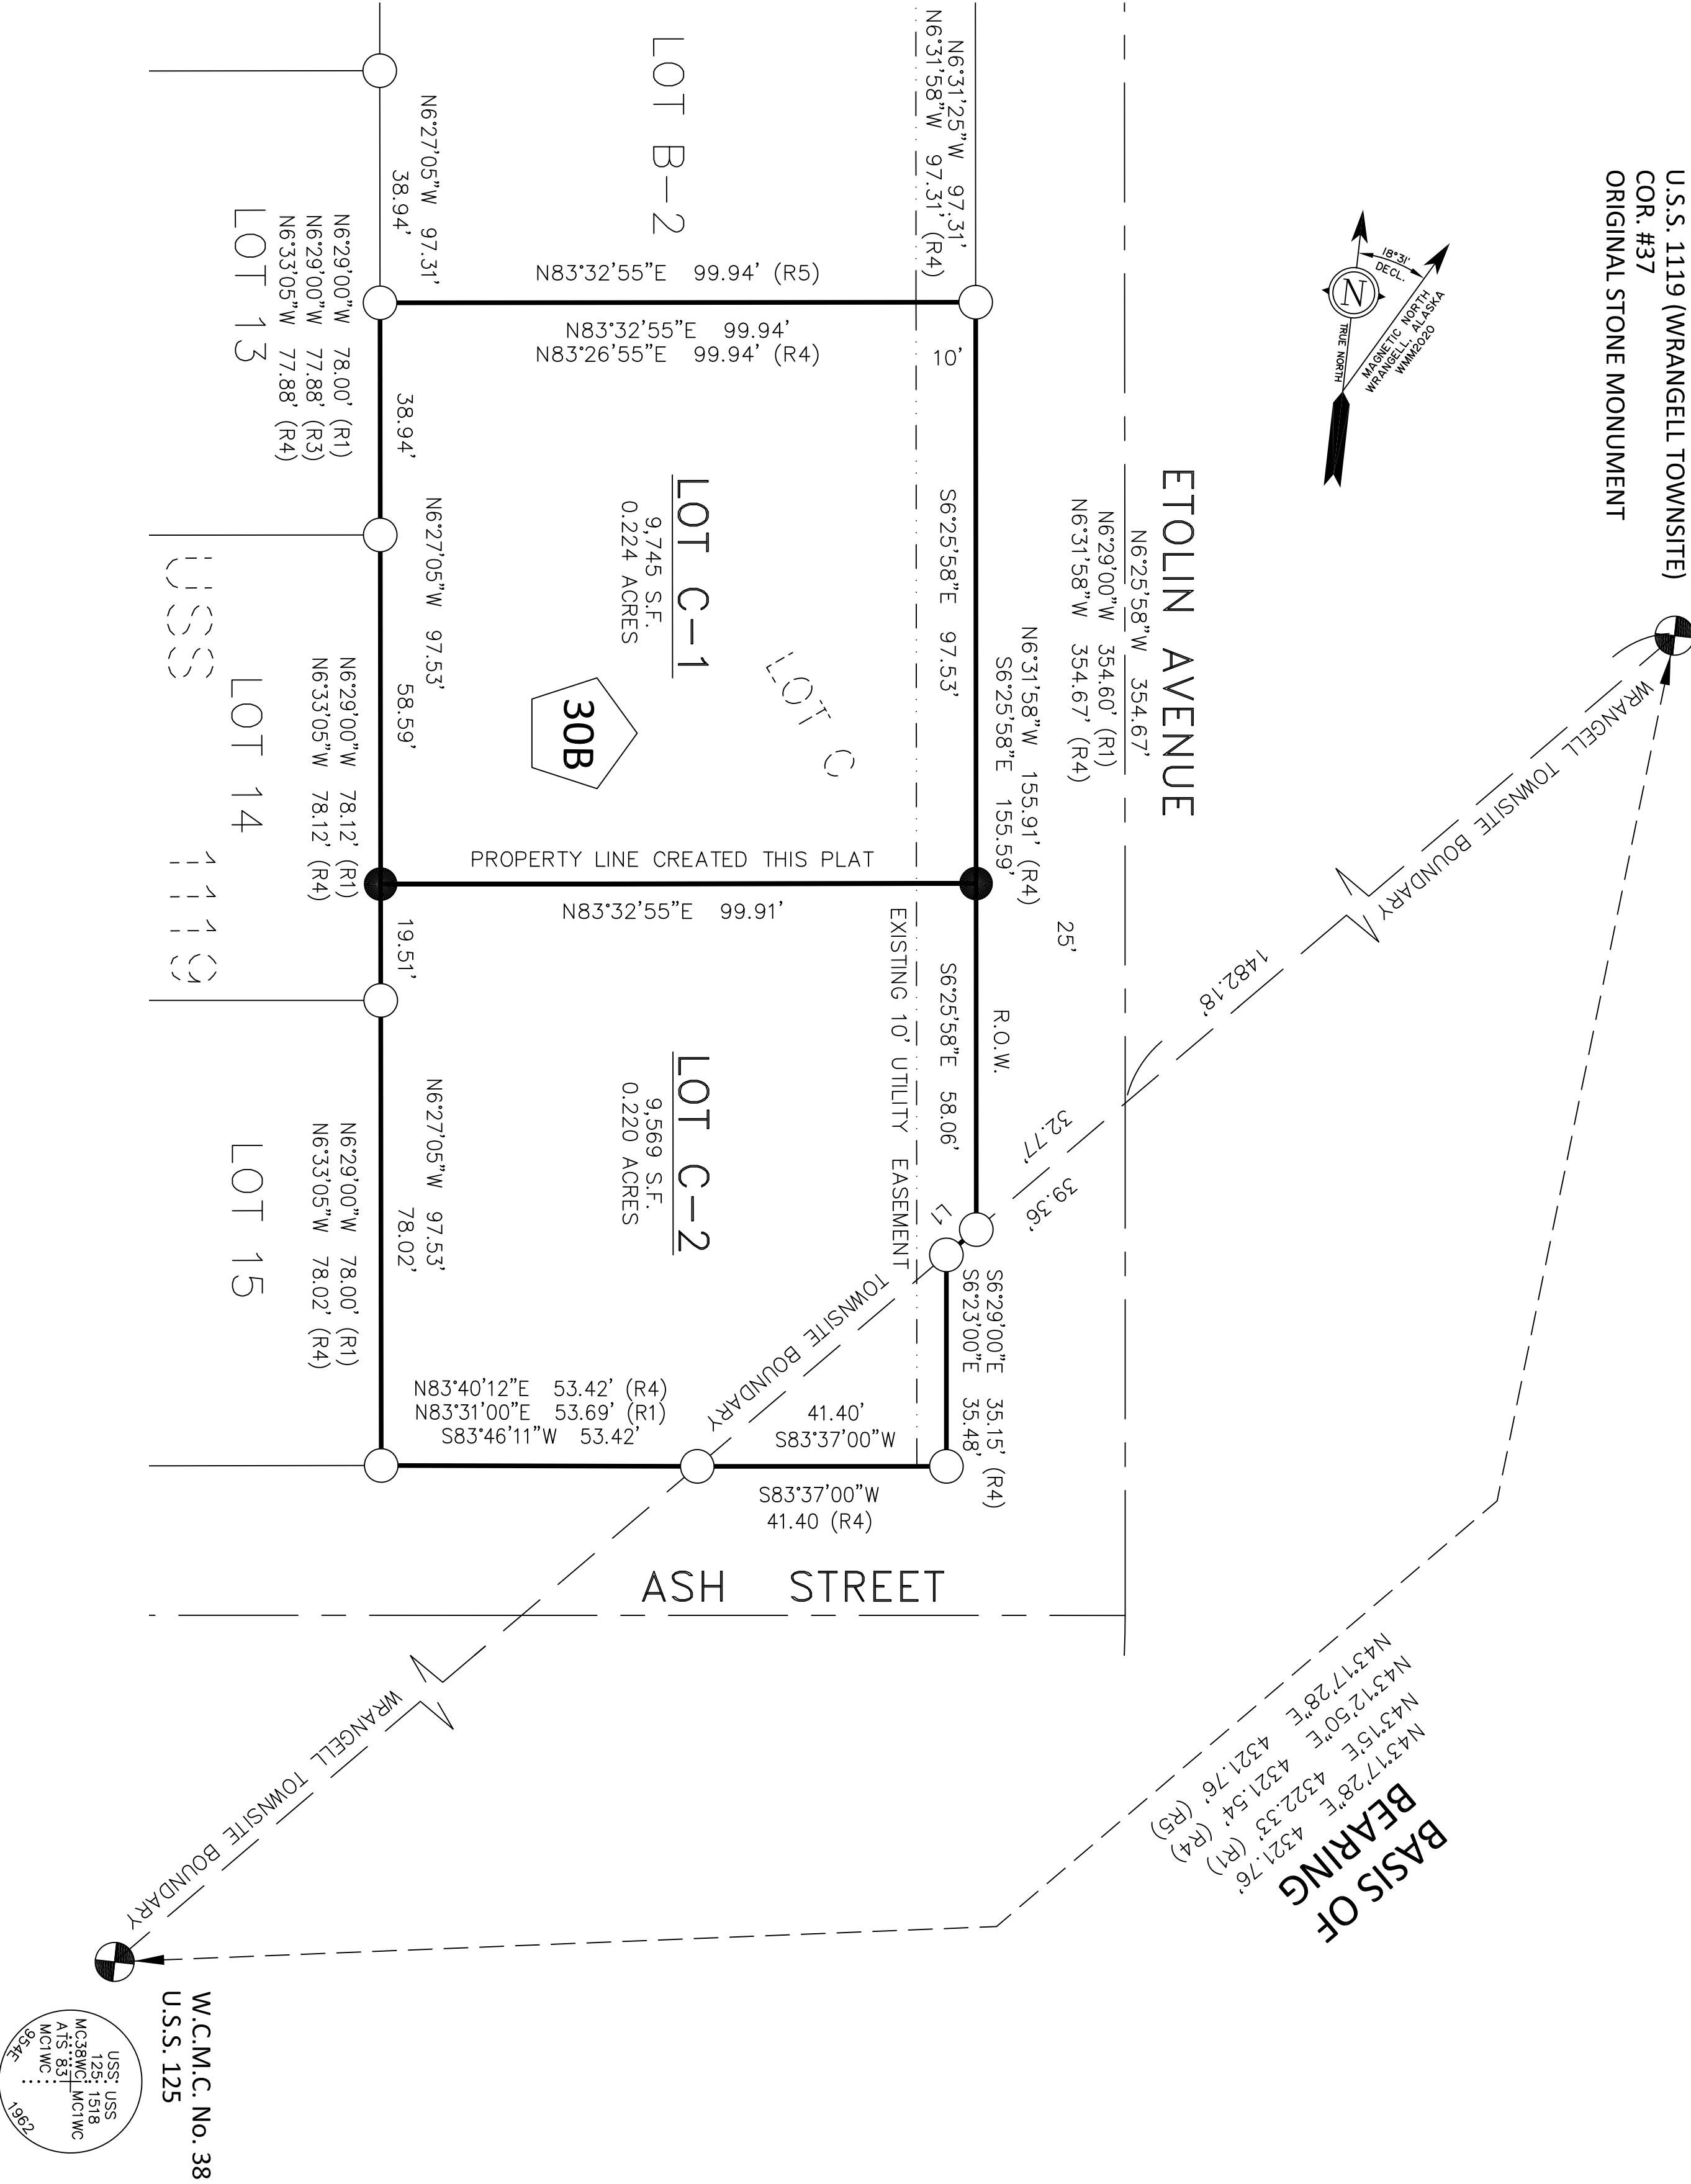 U.S.S. 1119 (WRANGELL TOWNSITE)
COR. #37
ORIGINAL STONE MONUMENT
18°31'
DECL.
N
TRUE NORTH
MAGNETIC NORTH
WRANGELL, ALASKA
WMM2020
WRANGELL TOWNSITE BOUNDARY
1482.18'
32.77'
39.36'
ETOLIN AVENUE
N6°25'58"W 354.67'
N6°29'00"W 354.60' (R1)
N6°31'58"W 354.67' (R4)
N6°31'58"W 155.91' (R4)
S6°25'58"E 155.59'
25'
R.O.W.
N6°31'25"W 97.31'
N6°31'58"W 97.31' (R4)
S6°25'58"E 97.53'
S6°25'58"E 58.06'
L1
S6°29'00"E 35.15' (R4)
S6°23'00"E 35.48'
EXISTING 10' UTILITY EASEMENT
10'
LOT B-2
N83°32'55"E 99.94' (R5)
N83°32'55"E 99.94'
N83°26'55"E 99.94' (R4)
LOT C-1
9,745 S.F.
0.224 ACRES
LOT C
30B
PROPERTY LINE CREATED THIS PLAT
N83°32'55"E 99.91'
LOT C-2
9,569 S.F.
0.220 ACRES
TOWNSITE BOUNDARY
N83°40'12"E 53.42' (R4)
N83°31'00"E 53.69' (R1)
S83°46'11"W 53.42'
41.40'
S83°37'00"W
S83°37'00"W
41.40 (R4)
N6°27'05"W 97.31'
38.94'
38.94'
N6°27'05"W 97.53'
58.59'
19.51'
N6°27'05"W 97.53'
78.02'
N6°29'00"W 78.00' (R1)
N6°29'00"W 77.88' (R3)
N6°33'05"W 77.88' (R4)
LOT 13
N6°29'00"W 78.12' (R1)
N6°33'05"W 78.12' (R4)
LOT 14
USS 1119
N6°29'00"W 78.00' (R1)
N6°33'05"W 78.02' (R4)
LOT 15
ASH STREET
WRANGELL TOWNSITE BOUNDARY
BASIS OF
BEARING
N43°17'28"E 4321.76'
N43°15'E 4322.33' (R1)
N43°12'50"E 4321.54' (R4)
N43°17'28"E 4321.76' (R5)
W.C.M.C. No. 38
U.S.S. 125
USS USS
125 1518
MC38WC MC1WC
ATS 83
MC1WC
954E
1962